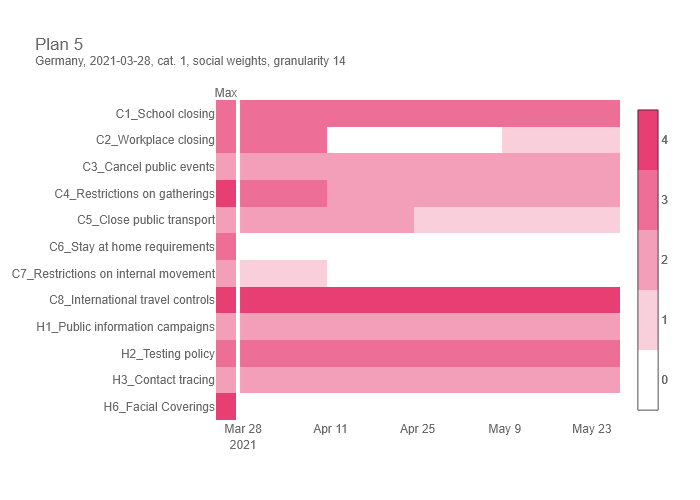 Plan 5
Germany, 2021-03-28, cat. 1, social weights, granularity 14
Max
C1_School closing
C2_Workplace closing
C3_Cancel public events
C4_Restrictions on gatherings
C5_Close public transport
C6_Stay at home requirements
C7_Restrictions on internal movement
C8_International travel controls
H1_Public information campaigns
H2_Testing policy
H3_Contact tracing
H6_Facial Coverings
Mar 28 Apr 11 Apr 25 May 9 May 23
2021
4
3
2
1
0